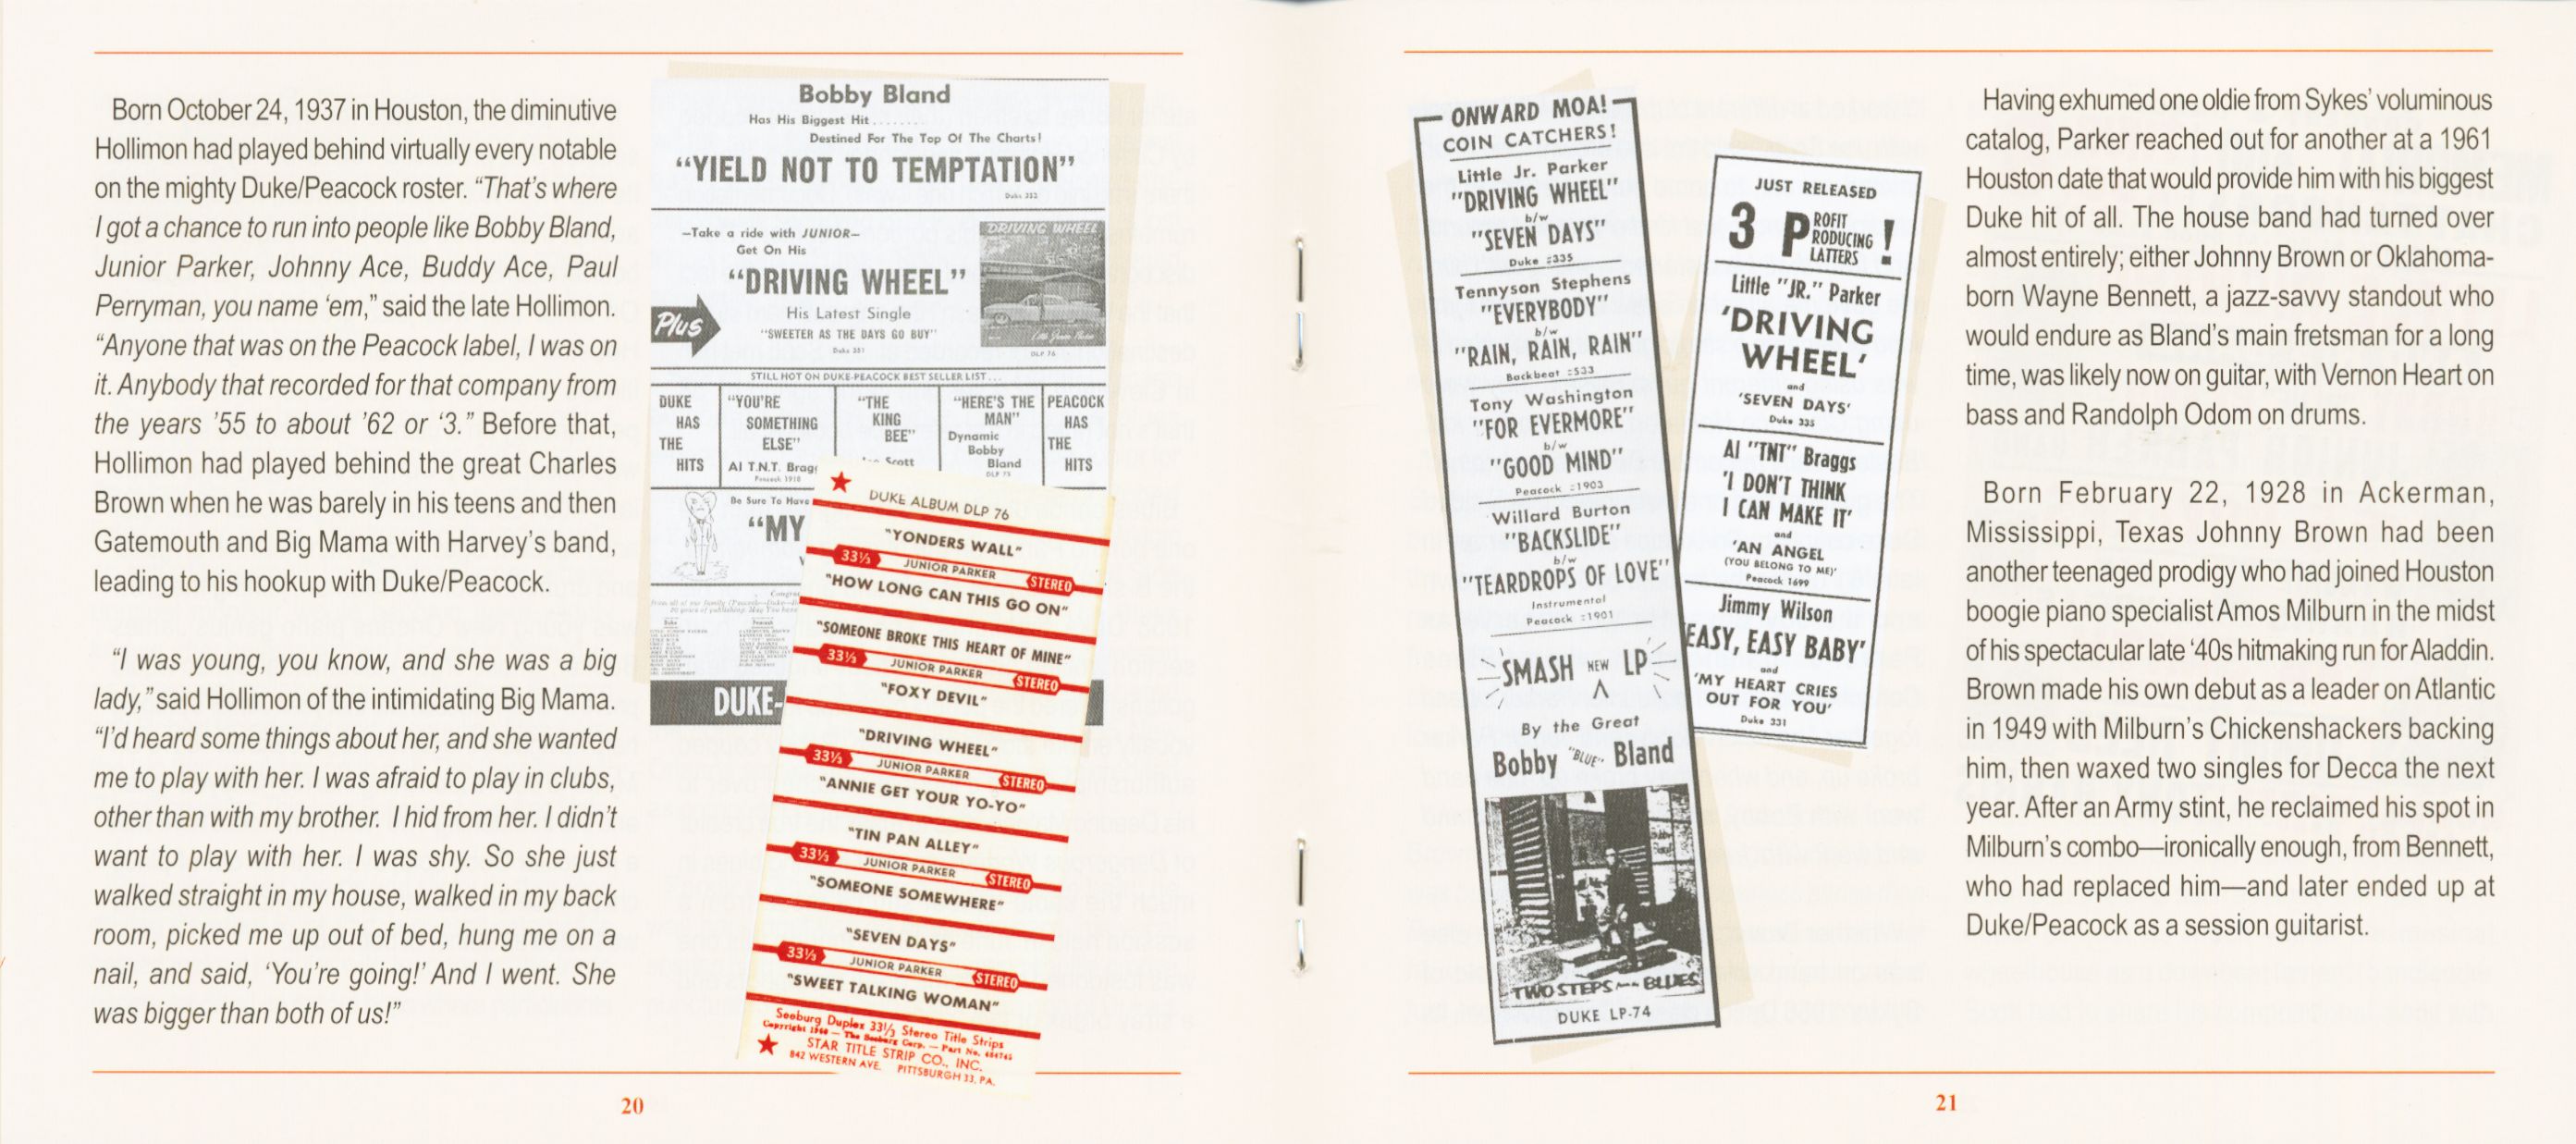 Born October 24, 1937 in Houston, the diminutive
Hollimon had played behind virtually every notable
on the mighty Duke/Peacock roster. “That’s where
I got a chance to run into people like Bobby Bland,
Junior Parker, Johnny Ace, Buddy Ace, Paul
Perryman, you name ‘em,” said the late Hollimon.
“Anyone that was on the Peacock label, I was on
it. Anybody that recorded for that company from
the years ’55 to about ’62 or ‘3.” Before that,
Hollimon had played behind the great Charles
Brown when he was barely in his teens and then
Gatemouth and Big Mama with Harvey’s band,
leading to his hookup with Duke/Peacock.
“I was young, you know, and she was a big
lady,” said Hollimon of the intimidating Big Mama.
“I’d heard some things about her, and she wanted
me to play with her. I was afraid to play in clubs,
other than with my brother. I hid from her. I didn’t
want to play with her. I was shy. So she just
walked straight in my house, walked in my back
room, picked me up out of bed, hung me on a
nail, and said, ‘You’re going!’ And I went. She
was bigger than both of us!”
Bobby Bland
Has His Biggest Hit ........
Destined For The Top Of The Charts!
“YIELD NOT TO TEMPTATION”
Duke 352
—Take a ride with JUNIOR—
Get On His
“DRIVING WHEEL”
Plus
His Latest Single
“SWEETER AS THE DAYS GO BUY”
Duke 351
DRIVING WHEEL
Little Junior Parker
DLP 76
STILL HOT ON DUKE-PEACOCK BEST SELLER LIST...
DUKE
HAS
THE
HITS
“YOU’RE
SOMETHING
ELSE”
Al T.N.T. Bragg
Peacock 1910
“THE
KING
BEE”
Scott
“HERE’S THE
MAN”
Dynamic
Bobby
Bland
DLP 75
PEACOCK
HAS
THE
HITS
Be Sure To Have
“MY
DUKE-
DUKE ALBUM DLP 76
“YONDERS WALL”
33⅓ JUNIOR PARKER STEREO
“HOW LONG CAN THIS GO ON”
“SOMEONE BROKE THIS HEART OF MINE”
33⅓ JUNIOR PARKER STEREO
“FOXY DEVIL”
“DRIVING WHEEL”
33⅓ JUNIOR PARKER STEREO
“ANNIE GET YOUR YO-YO”
“TIN PAN ALLEY”
33⅓ JUNIOR PARKER STEREO
“SOMEONE SOMEWHERE”
“SEVEN DAYS”
33⅓ JUNIOR PARKER STEREO
“SWEET TALKING WOMAN”
Seeburg Duplex 33⅓ Stereo Title Strips
Copyright 1960 — The Seeburg Corp. — Part No.
STAR TITLE STRIP CO., INC.
842 WESTERN AVE. PITTSBURGH 33, PA.
20
ONWARD MOA!
COIN CATCHERS!
Little Jr. Parker
"DRIVING WHEEL"
b/w
"SEVEN DAYS"
Duke #335
Tennyson Stephens
"EVERYBODY"
b/w
"RAIN, RAIN, RAIN"
Backbeat #533
Tony Washington
"FOR EVERMORE"
b/w
"GOOD MIND"
Peacock #1903
Willard Burton
"BACKSLIDE"
b/w
"TEARDROPS OF LOVE"
Instrumental
Peacock #1901
SMASH NEW LP
By the Great
Bobby "BLUE" Bland
TWO STEPS from BLUES
DUKE LP-74
JUST RELEASED
3 PROFIT
PRODUCING
PLATTERS !
Little "JR." Parker
'DRIVING
WHEEL'
and
'SEVEN DAYS'
Duke 335
Al "TNT" Braggs
'I DON'T THINK
I CAN MAKE IT'
and
'AN ANGEL
(YOU BELONG TO ME)'
Peacock 1699
Jimmy Wilson
'EASY, EASY BABY'
and
'MY HEART CRIES
OUT FOR YOU'
Duke 331
Having exhumed one oldie from Sykes’ voluminous
catalog, Parker reached out for another at a 1961
Houston date that would provide him with his biggest
Duke hit of all. The house band had turned over
almost entirely; either Johnny Brown or Oklahoma-
born Wayne Bennett, a jazz-savvy standout who
would endure as Bland’s main fretsman for a long
time, was likely now on guitar, with Vernon Heart on
bass and Randolph Odom on drums.
Born February 22, 1928 in Ackerman,
Mississippi, Texas Johnny Brown had been
another teenaged prodigy who had joined Houston
boogie piano specialist Amos Milburn in the midst
of his spectacular late ‘40s hitmaking run for Aladdin.
Brown made his own debut as a leader on Atlantic
in 1949 with Milburn’s Chickenshackers backing
him, then waxed two singles for Decca the next
year. After an Army stint, he reclaimed his spot in
Milburn’s combo—ironically enough, from Bennett,
who had replaced him—and later ended up at
Duke/Peacock as a session guitarist.
21